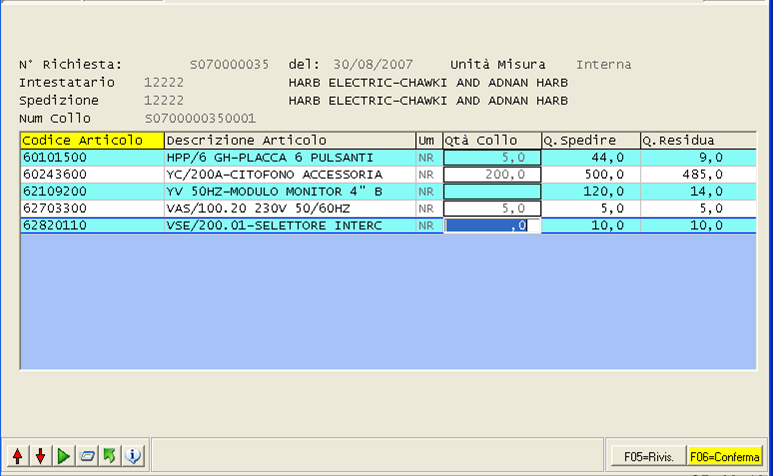 N° Richiesta: S070000035 del: 30/08/2007 Unità Misura Interna
Intestatario 12222 HARB ELECTRIC-CHAWKI AND ADNAN HARB
Spedizione 12222 HARB ELECTRIC-CHAWKI AND ADNAN HARB
Num Collo S0700000350001
Codice Articolo Descrizione Articolo Um Qtà Collo Q.Spedire Q.Residua
60101500 HPP/6 GH-PLACCA 6 PULSANTI NR 5,0 44,0 9,0
60243600 YC/200A-CITOFONO ACCESSORIA NR 200,0 500,0 485,0
62109200 YV 50HZ-MODULO MONITOR 4" B NR 120,0 14,0
62703300 VAS/100.20 230V 50/60HZ NR 5,0 5,0 5,0
62820110 VSE/200.01-SELETTORE INTERC NR ,0 10,0 10,0
F05=Rivis. F06=Conferma